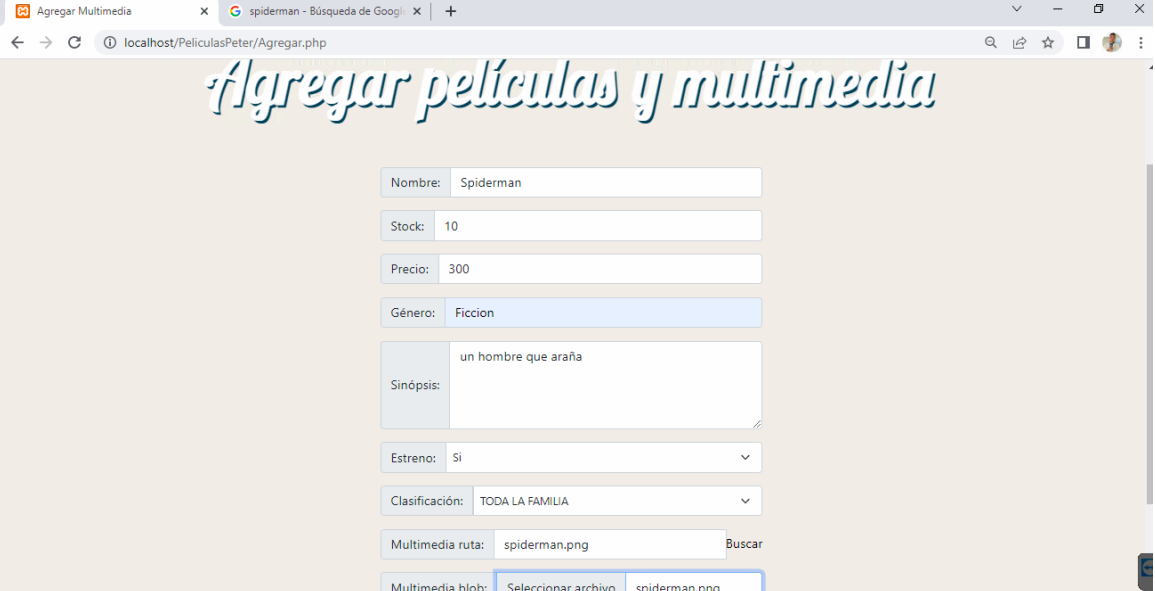 Agregar Multimedia
spiderman - Búsqueda de Google
localhost/PeliculasPeter/Agregar.php
Agregar películas y multimedia
Nombre: Spiderman
Stock: 10
Precio: 300
Género: Ficcion
Sinópsis: un hombre que araña
Estreno: Si
Clasificación: TODA LA FAMILIA
Multimedia ruta: spiderman.png Buscar
Multimedia blob: Seleccionar archivo spiderman.png